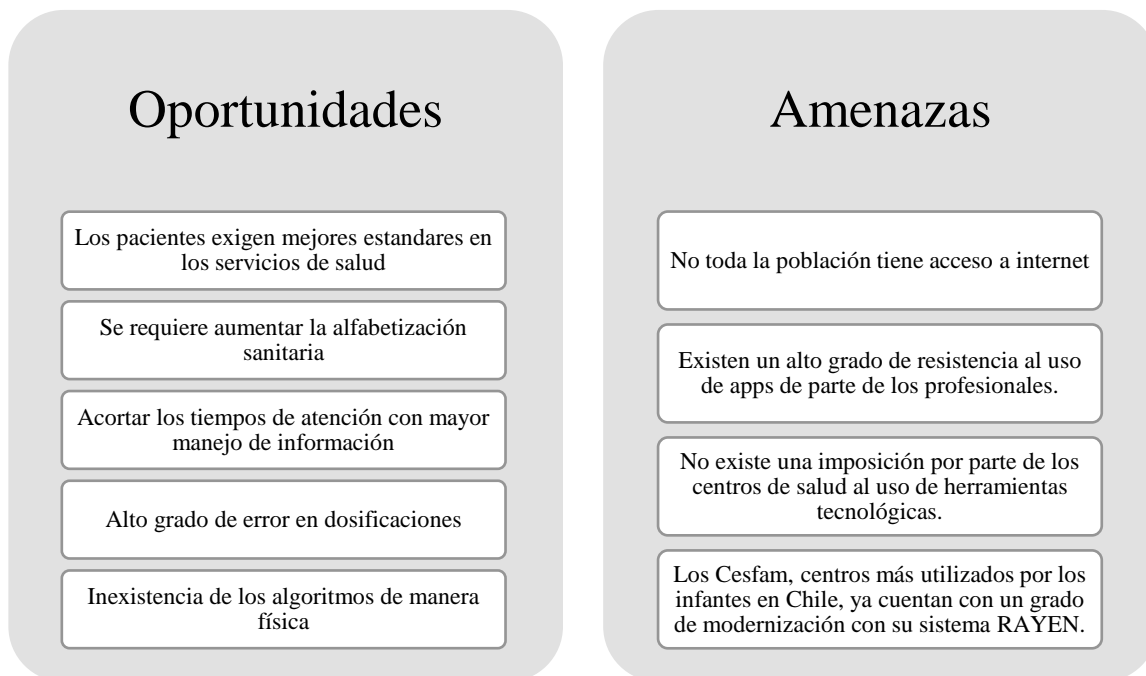 Oportunidades
Los pacientes exigen mejores estandares en
los servicios de salud
Se requiere aumentar la alfabetización
sanitaria
Acortar los tiempos de atención con mayor
manejo de información
Alto grado de error en dosificaciones
Inexistencia de los algoritmos de manera
física
Amenazas
No toda la población tiene acceso a internet
Existen un alto grado de resistencia al uso
de apps de parte de los profesionales.
No existe una imposición por parte de los
centros de salud al uso de herramientas
tecnológicas.
Los Cesfam, centros más utilizados por los
infantes en Chile, ya cuentan con un grado
de modernización con su sistema RAYEN.